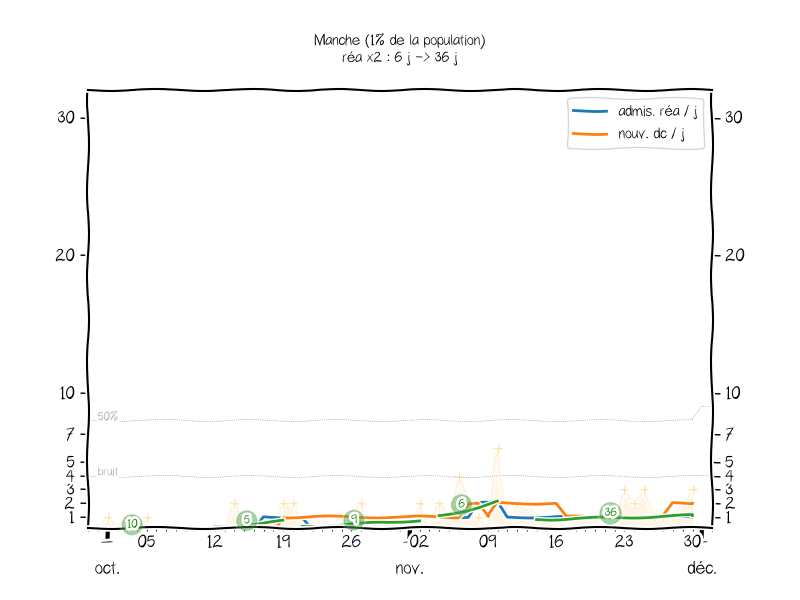 Manche (1% de la population)
réa x2 : 6 j -> 36 j
admis. réa / j
nouv. dc / j
30 30
20 20
10 10
50%
7 7
5 5
bruit
4 4
3 3
2 2
1 1
10 5 9 6 36
05 12 19 26 02 09 16 23 30
oct. nov. déc.